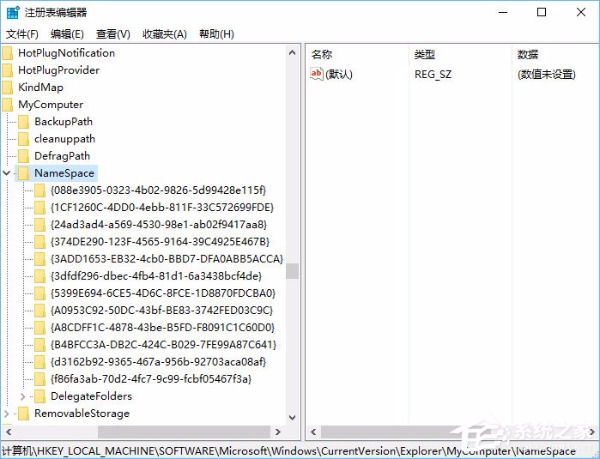 注册表编辑器
文件(F) 编辑(E) 查看(V) 收藏夹(A) 帮助(H)
HotPlugNotification
HotPlugProvider
KindMap
MyComputer
BackupPath
cleanuppath
DefragPath
NameSpace
{088e3905-0323-4b02-9826-5d99428e115f}
{1CF1260C-4DD0-4ebb-811F-33C572699FDE}
{24ad3ad4-a569-4530-98e1-ab02f9417aa8}
{374DE290-123F-4565-9164-39C4925E467B}
{3ADD1653-EB32-4cb0-BBD7-DFA0ABB5ACCA}
{3dfdf296-dbec-4fb4-81d1-6a3438bcf4de}
{5399E694-6CE5-4D6C-8FCE-1D8870FDCBA0}
{A0953C92-50DC-43bf-BE83-3742FED03C9C}
{A8CDFF1C-4878-43be-B5FD-F8091C1C60D0}
{B4BFCC3A-DB2C-424C-B029-7FE99A87C641}
{d3162b92-9365-467a-956b-92703aca08af}
{f86fa3ab-70d2-4fc7-9c99-fcbf05467f3a}
DelegateFolders
RemovableStorage
名称 类型 数据
ab (默认) REG_SZ (数值未设置)
系统之家
计算机\HKEY_LOCAL_MACHINE\SOFTWARE\Microsoft\Windows\CurrentVersion\Explorer\MyComputer\NameSpace